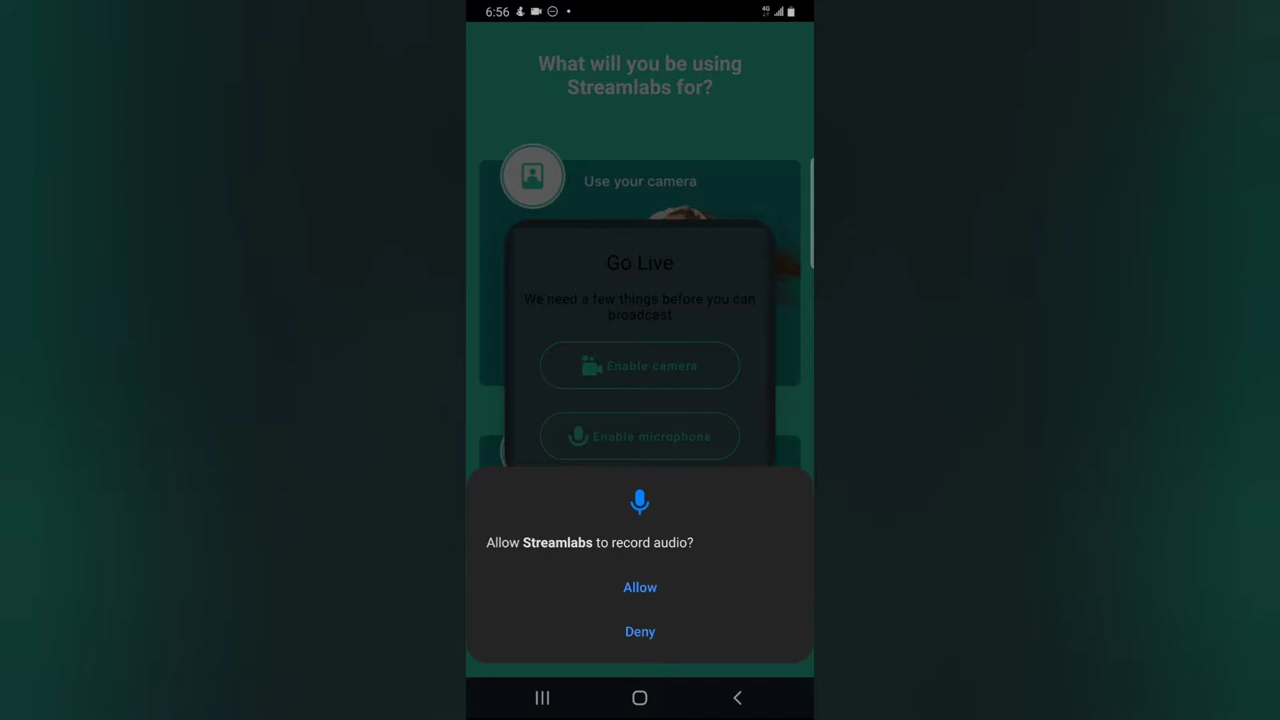 6:56
4G
What will you be using
Streamlabs for?
Use your camera
Go Live
We need a few things before you can
broadcast
Enable camera
Enable microphone
Allow Streamlabs to record audio?
Allow
Deny